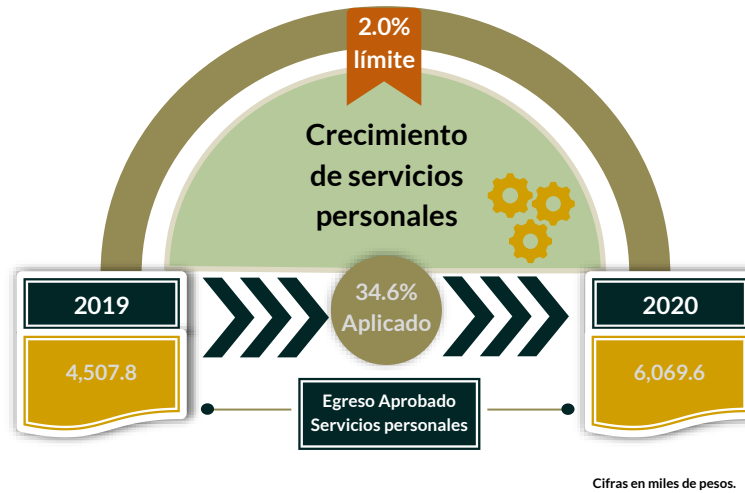 2.0%
límite
Crecimiento
de servicios
personales
2019
34.6%
Aplicado
2020
4,507.8
6,069.6
Egreso Aprobado
Servicios personales
Cifras en miles de pesos.